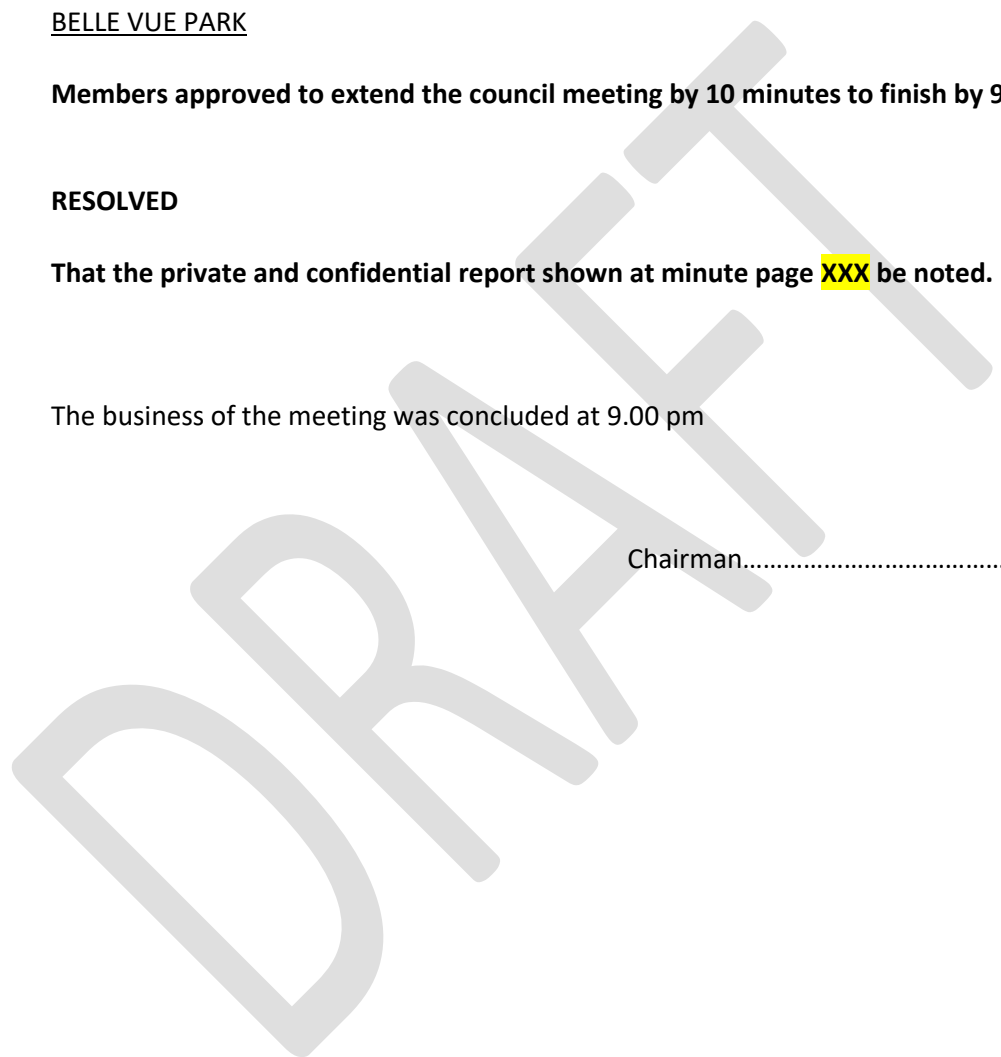 BELLE VUE PARK
Members approved to extend the council meeting by 10 minutes to finish by 9
RESOLVED
That the private and confidential report shown at minute page XXX be noted.
The business of the meeting was concluded at 9.00 pm
Chairman.......................................
DRAFT